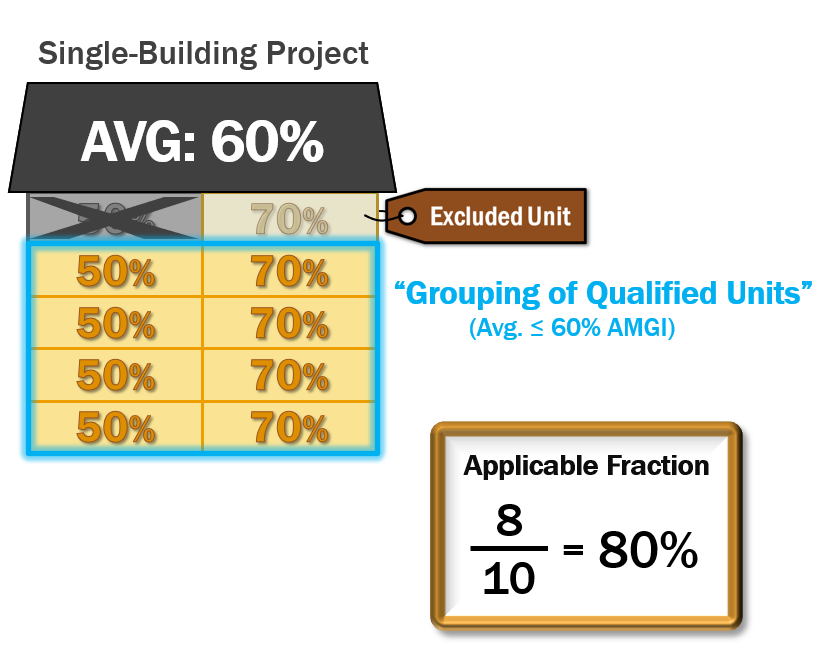 Single-Building Project
AVG: 60%
50% 70%
Excluded Unit
50% 70%
50% 70%
50% 70%
50% 70%
“Grouping of Qualified Units”
(Avg. ≤ 60% AMGI)
Applicable Fraction
8
10
= 80%